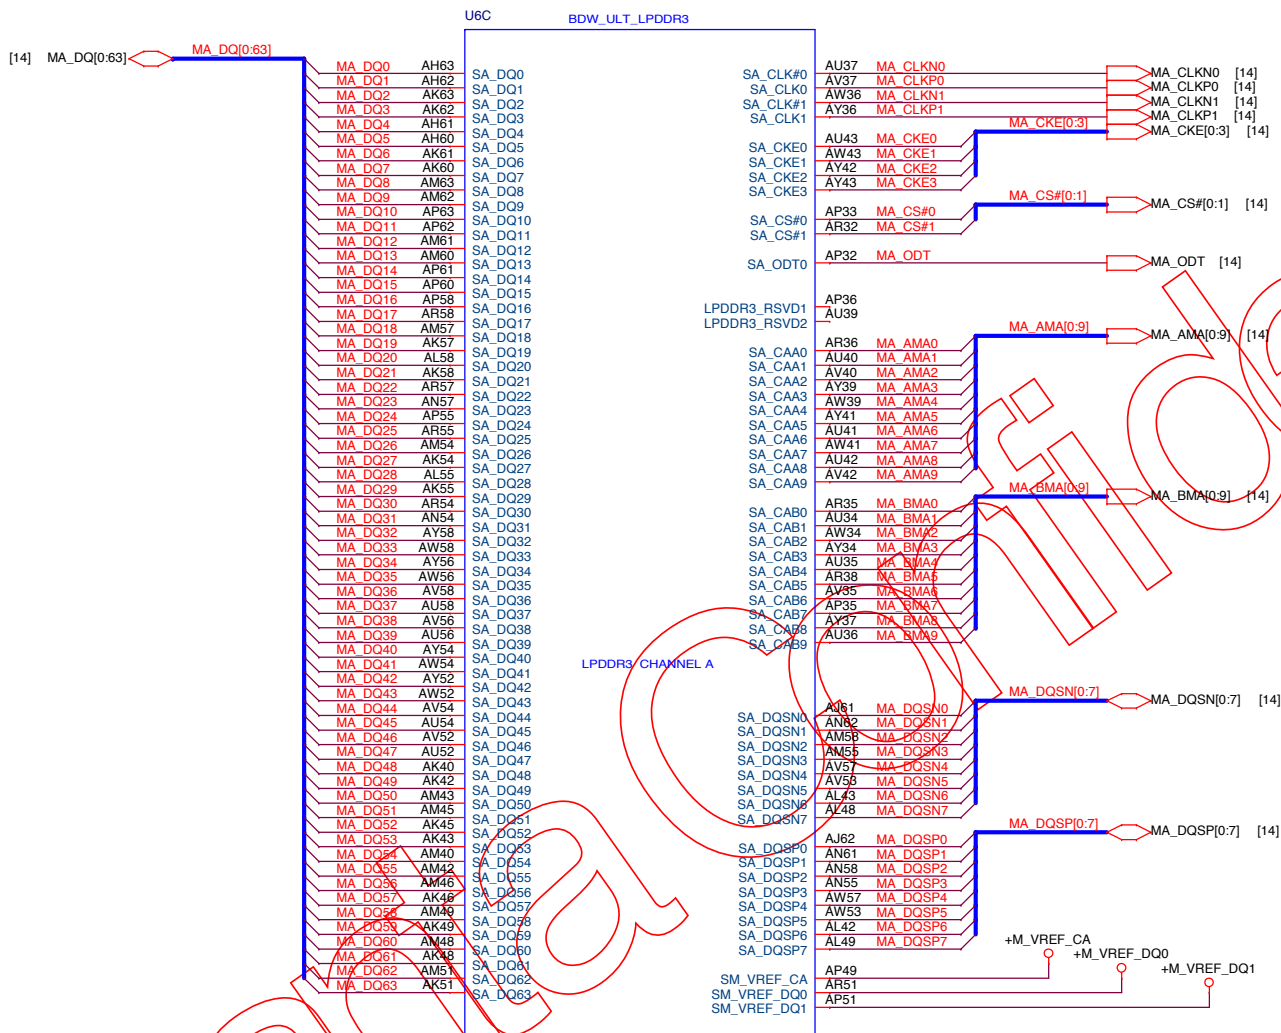 U6C BDW_ULT_LPDDR3
[14] MA_DQ[0:63] MA_DQ[0:63]
MA_DQ0 AH63 SA_DQ0
MA_DQ1 AH62 SA_DQ1
MA_DQ2 AK63 SA_DQ2
MA_DQ3 AK62 SA_DQ3
MA_DQ4 AH61 SA_DQ4
MA_DQ5 AH60 SA_DQ5
MA_DQ6 AK61 SA_DQ6
MA_DQ7 AK60 SA_DQ7
MA_DQ8 AM63 SA_DQ8
MA_DQ9 AM62 SA_DQ9
MA_DQ10 AP63 SA_DQ10
MA_DQ11 AP62 SA_DQ11
MA_DQ12 AM61 SA_DQ12
MA_DQ13 AM60 SA_DQ13
MA_DQ14 AP61 SA_DQ14
MA_DQ15 AP60 SA_DQ15
MA_DQ16 AP58 SA_DQ16
MA_DQ17 AR58 SA_DQ17
MA_DQ18 AM57 SA_DQ18
MA_DQ19 AK57 SA_DQ19
MA_DQ20 AL58 SA_DQ20
MA_DQ21 AK58 SA_DQ21
MA_DQ22 AR57 SA_DQ22
MA_DQ23 AN57 SA_DQ23
MA_DQ24 AP55 SA_DQ24
MA_DQ25 AR55 SA_DQ25
MA_DQ26 AM54 SA_DQ26
MA_DQ27 AK54 SA_DQ27
MA_DQ28 AL55 SA_DQ28
MA_DQ29 AK55 SA_DQ29
MA_DQ30 AR54 SA_DQ30
MA_DQ31 AN54 SA_DQ31
MA_DQ32 AY58 SA_DQ32
MA_DQ33 AW58 SA_DQ33
MA_DQ34 AY56 SA_DQ34
MA_DQ35 AW56 SA_DQ35
MA_DQ36 AV58 SA_DQ36
MA_DQ37 AU58 SA_DQ37
MA_DQ38 AV56 SA_DQ38
MA_DQ39 AU56 SA_DQ39
MA_DQ40 AY54 SA_DQ40
MA_DQ41 AW54 SA_DQ41
MA_DQ42 AY52 SA_DQ42
MA_DQ43 AW52 SA_DQ43
MA_DQ44 AV54 SA_DQ44
MA_DQ45 AU54 SA_DQ45
MA_DQ46 AV52 SA_DQ46
MA_DQ47 AU52 SA_DQ47
MA_DQ48 AK40 SA_DQ48
MA_DQ49 AK42 SA_DQ49
MA_DQ50 AM43 SA_DQ50
MA_DQ51 AM45 SA_DQ51
MA_DQ52 AK45 SA_DQ52
MA_DQ53 AK43 SA_DQ53
MA_DQ54 AM40 SA_DQ54
MA_DQ55 AM42 SA_DQ55
MA_DQ56 AM46 SA_DQ56
MA_DQ57 AK46 SA_DQ57
MA_DQ58 AM49 SA_DQ58
MA_DQ59 AK49 SA_DQ59
MA_DQ60 AM48 SA_DQ60
MA_DQ61 AK48 SA_DQ61
MA_DQ62 AM51 SA_DQ62
MA_DQ63 AK51 SA_DQ63
LPDDR3 CHANNEL A
SA_CLK#0 AU37 MA_CLKN0 MA_CLKN0 [14]
SA_CLK0 AV37 MA_CLKP0 MA_CLKP0 [14]
SA_CLK#1 AW36 MA_CLKN1 MA_CLKN1 [14]
SA_CLK1 AY36 MA_CLKP1 MA_CLKP1 [14]
MA_CKE[0:3] MA_CKE[0:3] [14]
SA_CKE0 AU43 MA_CKE0
SA_CKE1 AW43 MA_CKE1
SA_CKE2 AY42 MA_CKE2
SA_CKE3 AY43 MA_CKE3
MA_CS#[0:1] MA_CS#[0:1] [14]
SA_CS#0 AP33 MA_CS#0
SA_CS#1 AR32 MA_CS#1
SA_ODT0 AP32 MA_ODT MA_ODT [14]
LPDDR3_RSVD1 AP36
LPDDR3_RSVD2 AU39
MA_AMA[0:9] MA_AMA[0:9] [14]
SA_CAA0 AR36 MA_AMA0
SA_CAA1 AU40 MA_AMA1
SA_CAA2 AV40 MA_AMA2
SA_CAA3 AY39 MA_AMA3
SA_CAA4 AW39 MA_AMA4
SA_CAA5 AY41 MA_AMA5
SA_CAA6 AU41 MA_AMA6
SA_CAA7 AW41 MA_AMA7
SA_CAA8 AU42 MA_AMA8
SA_CAA9 AV42 MA_AMA9
MA_BMA[0:9] MA_BMA[0:9] [14]
SA_CAB0 AR35 MA_BMA0
SA_CAB1 AU34 MA_BMA1
SA_CAB2 AW34 MA_BMA2
SA_CAB3 AY34 MA_BMA3
SA_CAB4 AU35 MA_BMA4
SA_CAB5 AR38 MA_BMA5
SA_CAB6 AV35 MA_BMA6
SA_CAB7 AP35 MA_BMA7
SA_CAB8 AY37 MA_BMA8
SA_CAB9 AU36 MA_BMA9
MA_DQSN[0:7] MA_DQSN[0:7] [14]
SA_DQSN0 AJ61 MA_DQSN0
SA_DQSN1 AN62 MA_DQSN1
SA_DQSN2 AM58 MA_DQSN2
SA_DQSN3 AM55 MA_DQSN3
SA_DQSN4 AV57 MA_DQSN4
SA_DQSN5 AV53 MA_DQSN5
SA_DQSN6 AL43 MA_DQSN6
SA_DQSN7 AL48 MA_DQSN7
MA_DQSP[0:7] MA_DQSP[0:7] [14]
SA_DQSP0 AJ62 MA_DQSP0
SA_DQSP1 AN61 MA_DQSP1
SA_DQSP2 AN58 MA_DQSP2
SA_DQSP3 AN55 MA_DQSP3
SA_DQSP4 AW57 MA_DQSP4
SA_DQSP5 AW53 MA_DQSP5
SA_DQSP6 AL42 MA_DQSP6
SA_DQSP7 AL49 MA_DQSP7
+M_VREF_CA
+M_VREF_DQ0
+M_VREF_DQ1
SM_VREF_CA AP49
SM_VREF_DQ0 AR51
SM_VREF_DQ1 AP51